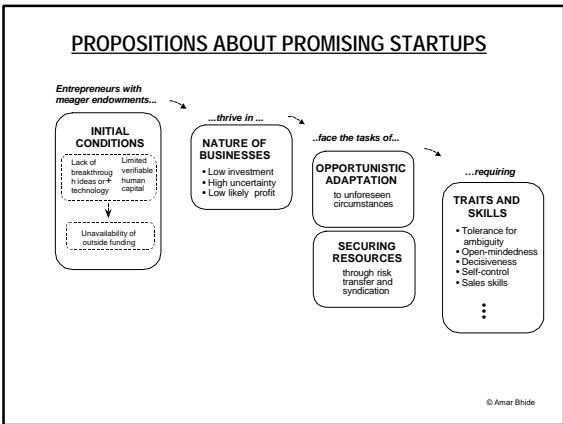 PROPOSITIONS ABOUT PROMISING STARTUPS
Entrepreneurs with
meager endowments...
INITIAL
CONDITIONS
Lack of
breakthroug
h ideas or
technology
+
Limited
verifiable
human
capital
Unavailability of
outside funding
...thrive in ...
NATURE OF
BUSINESSES
• Low investment
• High uncertainty
• Low likely profit
..face the tasks of...
OPPORTUNISTIC
ADAPTATION
to unforeseen
circumstances
SECURING
RESOURCES
through risk
transfer and
syndication
...requiring
TRAITS AND
SKILLS
• Tolerance for
ambiguity
• Open-mindedness
• Decisiveness
• Self-control
• Sales skills
© Amar Bhide